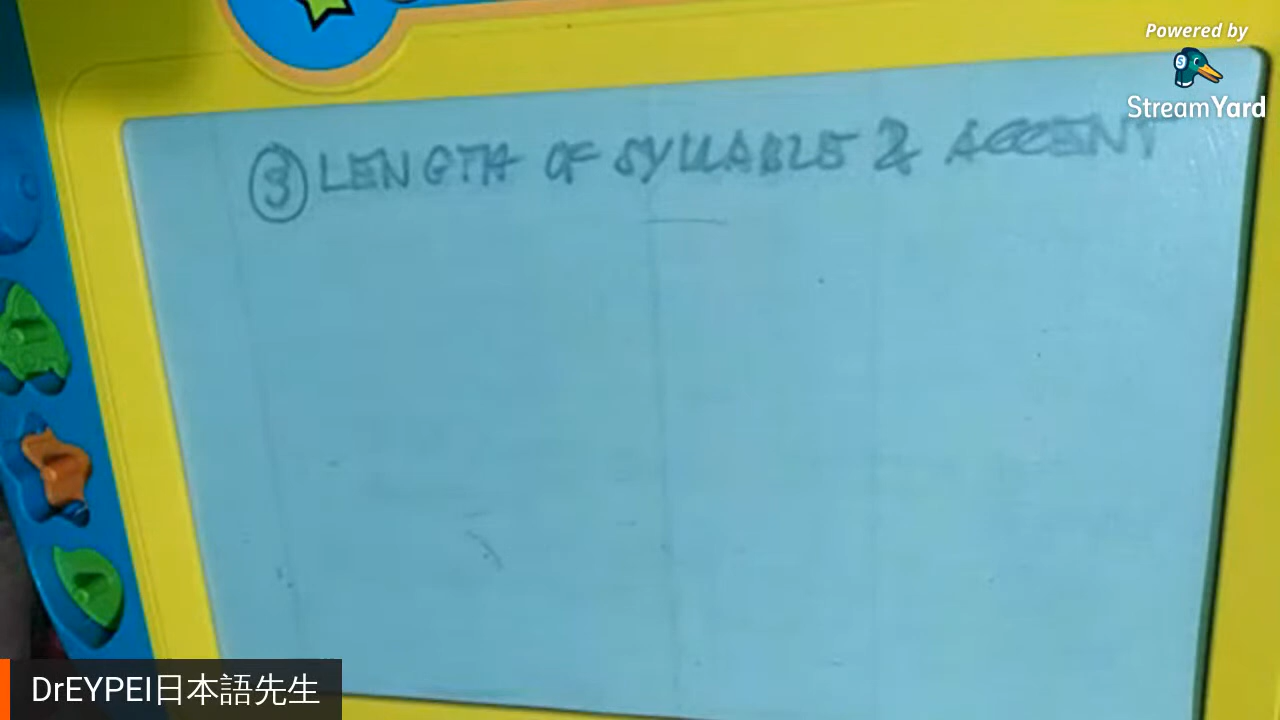 Powered by
StreamYard
③ LENGTH OF SYLLABLE & ACCENT
DrEYPEI日本語先生